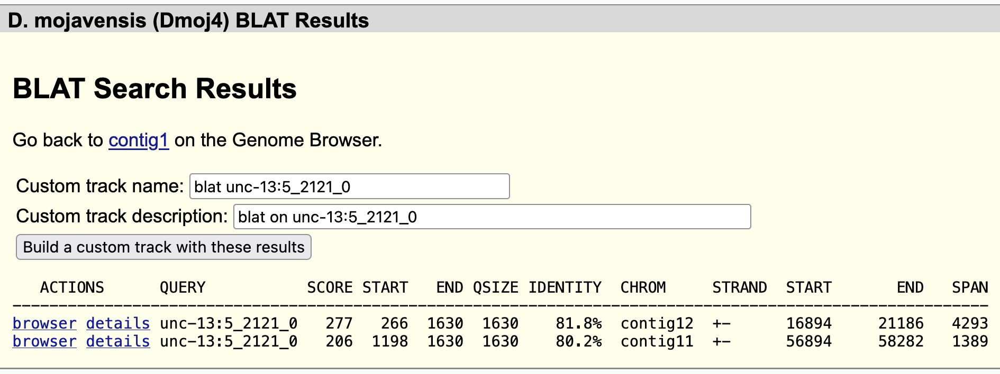 D. mojavensis (Dmoj4) BLAT Results
BLAT Search Results
Go back to contig1 on the Genome Browser.
Custom track name: blat unc-13:5_2121_0
Custom track description: blat on unc-13:5_2121_0
Build a custom track with these results
ACTIONS QUERY SCORE START END QSIZE IDENTITY CHROM STRAND START END SPAN
browser details unc-13:5_2121_0 277 266 1630 1630 81.8% contig12 +- 16894 21186 4293
browser details unc-13:5_2121_0 206 1198 1630 1630 80.2% contig11 +- 56894 58282 1389